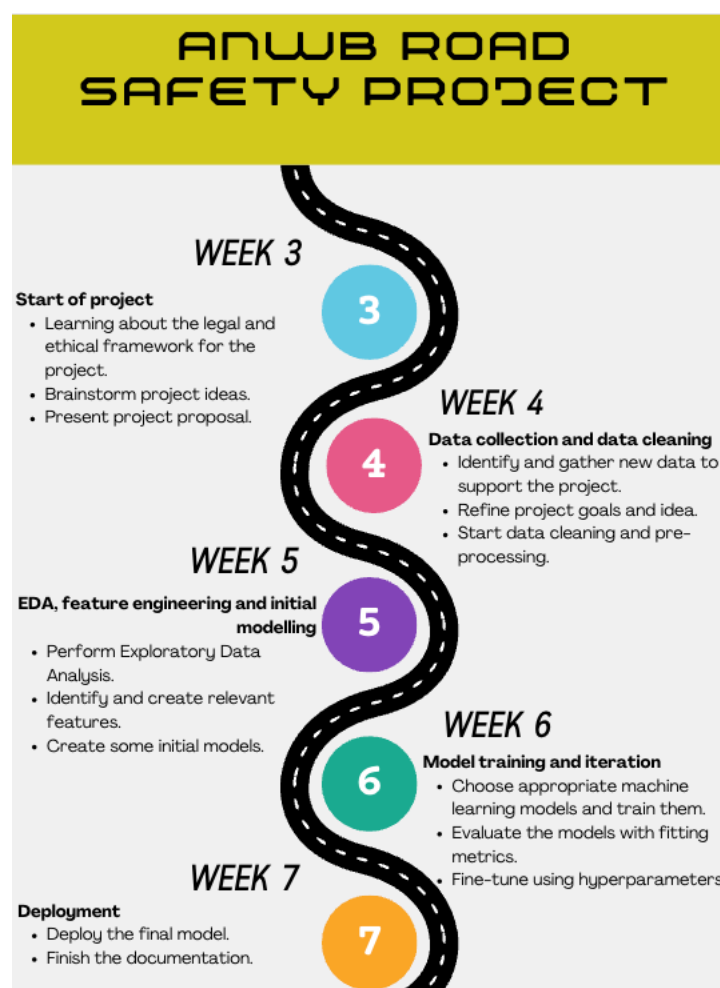 ANWB ROAD
SAFETY PROJECT
WEEK 3
3
Start of project
• Learning about the legal and
ethical framework for the
project.
• Brainstorm project ideas.
• Present project proposal.
WEEK 4
4
Data collection and data cleaning
• Identify and gather new data to
support the project.
• Refine project goals and idea.
• Start data cleaning and pre-
processing.
WEEK 5
5
EDA, feature engineering and initial
modelling
• Perform Exploratory Data
Analysis.
• Identify and create relevant
features.
• Create some initial models.
WEEK 6
6
Model training and iteration
• Choose appropriate machine
learning models and train them.
• Evaluate the models with fitting
metrics.
• Fine-tune using hyperparameters
WEEK 7
7
Deployment
• Deploy the final model.
• Finish the documentation.